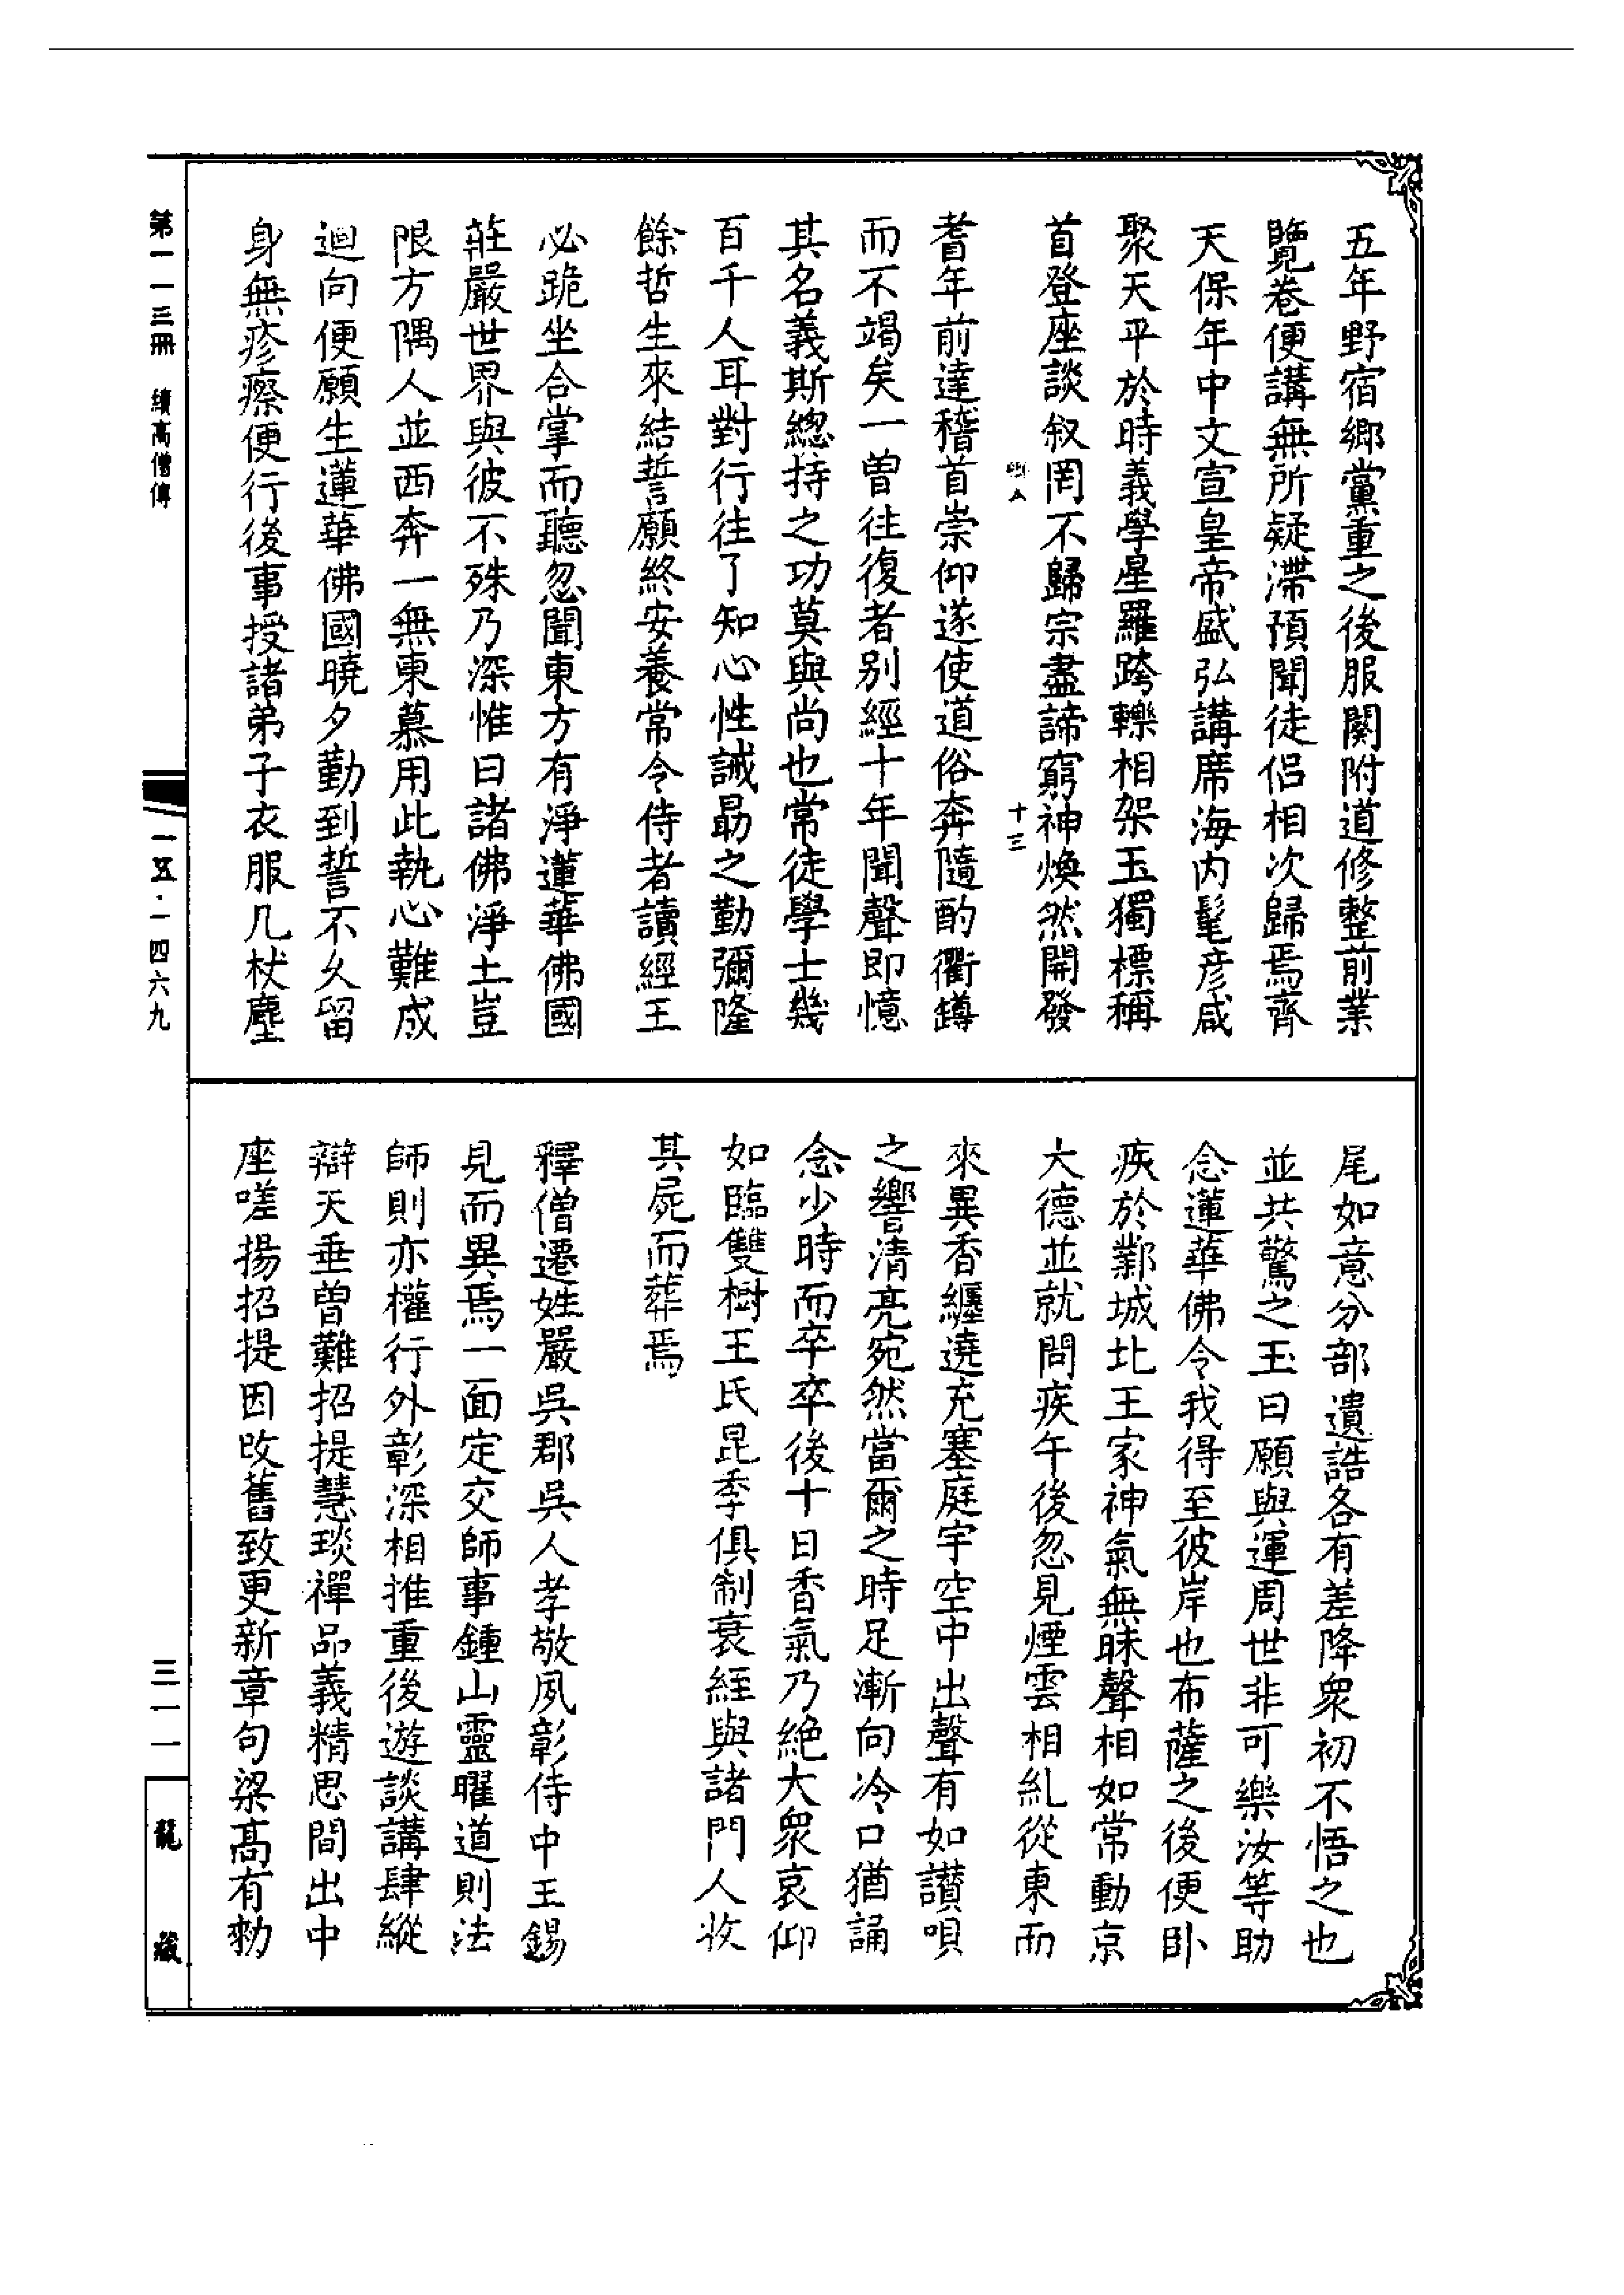 五年野宿鄉黨重之後服闋附道修整前業
覽卷便講無所疑滯預聞徒侶相次歸焉齊
天保年中文宣皇帝盛弘講席海內髦彥咸
聚天平於時義學星羅跨轢相架玉獨標稱
首登座談叙罔不歸宗盡諦窮神煥然開發
十三
耆年前達稽首崇仰遂使道俗奔隨酌衢罇
而不竭矣一曾往復者别經十年聞聲即憶
其名義斯總持之功莫與尚也常徒學士幾
百千人耳對行往了知心性誡勗之勤彌隆
餘哲生來結誓願終安養常令侍者讀經玉
必跪坐合掌而聽忽聞東方有淨蓮華佛國
莊嚴世界與彼不殊乃深惟曰諸佛淨土豈
限方隅人並西奔一無東慕用此執心難成
迴向便願生蓮華佛國曉夕勤到誓不久留
身無疹瘵便行後事授諸弟子衣服几杖麈
尾如意分部遺誥各有差降衆初不悟之也
並共驚之玉曰願與運周世非可樂汝等助
念蓮華佛令我得至彼岸也布薩之後便卧
疾於鄴城北王家神氣無昧聲相如常動京
大德並就問疾午後忽見煙雲相糺從東而
來異香纏遶充塞庭宇空中出聲有如讃唄
之響清亮宛然當爾之時足漸向冷口猶誦
念少時而卒卒後十日香氣乃絶大衆哀仰
如臨雙樹王氏昆季俱制衰絰與諸門人收
其屍而葬焉
釋僧遷姓嚴吳郡吳人孝敬夙彰侍中王錫
見而異焉一面定交師事鍾山靈曜道則法
師則亦權行外彰深相推重後遊談講肆縱
辯天垂曾難招提慧琰禪品義精思間出中
座嗟揚招提因改舊致更新章句梁高有勑
第一一三冊 續高僧傳
一五·一四六九
三一一
龍藏